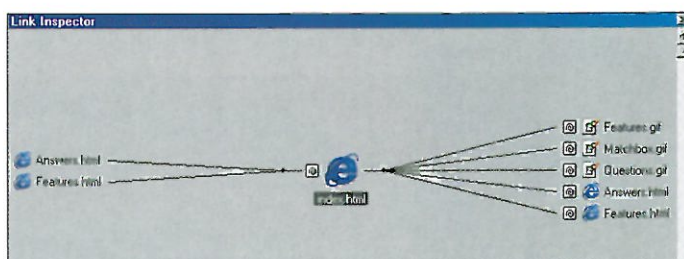 Link Inspector
Answers.html
Features.html
index.html
Features.gif
Matchbox.gif
Questions.gif
Answers.html
Features.html